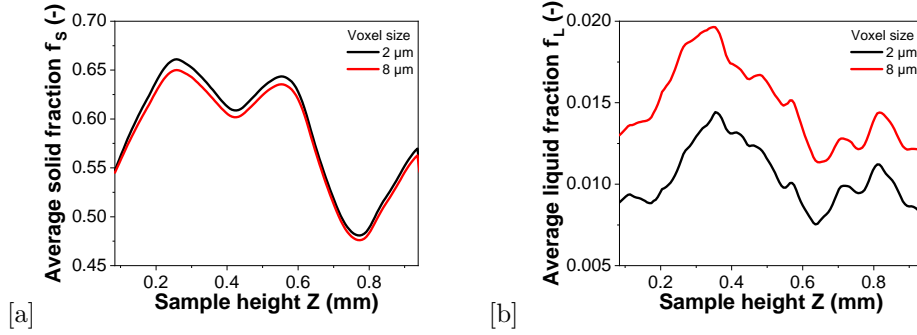 Average solid fraction f_S (-)
0.70
0.65
0.60
0.55
0.50
0.45
Voxel size
2 µm
8 µm
0.2 0.4 0.6 0.8
Sample height Z (mm)
[a]
Average liquid fraction f_L (-)
0.020
0.015
0.010
0.005
Voxel size
2 µm
8 µm
0.2 0.4 0.6 0.8
Sample height Z (mm)
[b]